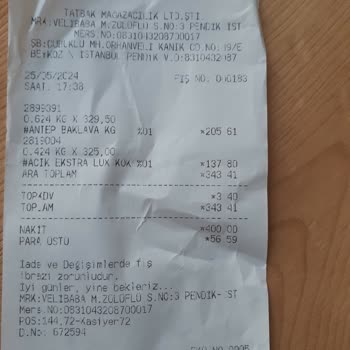 TATBAK MAĞAZACILIK LTD.ŞTİ.
MRK:VELİBABA M.ZÜLÜFLÜ S.NO:3 PENDİK İST
MERS.NO:0831043208700017
ŞB:ÇUBUKLU MH.ORHANVELİ KANIK CD.NO:19/E
BEYKOZ \ İSTANBUL PENDİK V.D:8310432087
25/05/2024 FİŞ NO. 000183
SAAT. 17:38
2899391
0.624 KG X 329,50
#ANTEP BAKLAVA KG %01 *205.61
2819004
0.424 KG X 325,00
#AÇIK EKSTRA LÜX KÖK %01 *137.80
ARA TOPLAM *343.41
TOPKDV *3.40
TOPLAM *343.41
NAKİT *400.00
PARA ÜSTÜ *56.59
İade ve Değişimlerde fiş
ibrazı zorunludur.
İyi günler, yine bekleriz...
MRK:VELİBABA M.ZÜLÜFLÜ S.NO:3 PENDİK-İST
Mers.NO:0831043208700017
POS:144,72-Kasiyer72
D.No: 672594